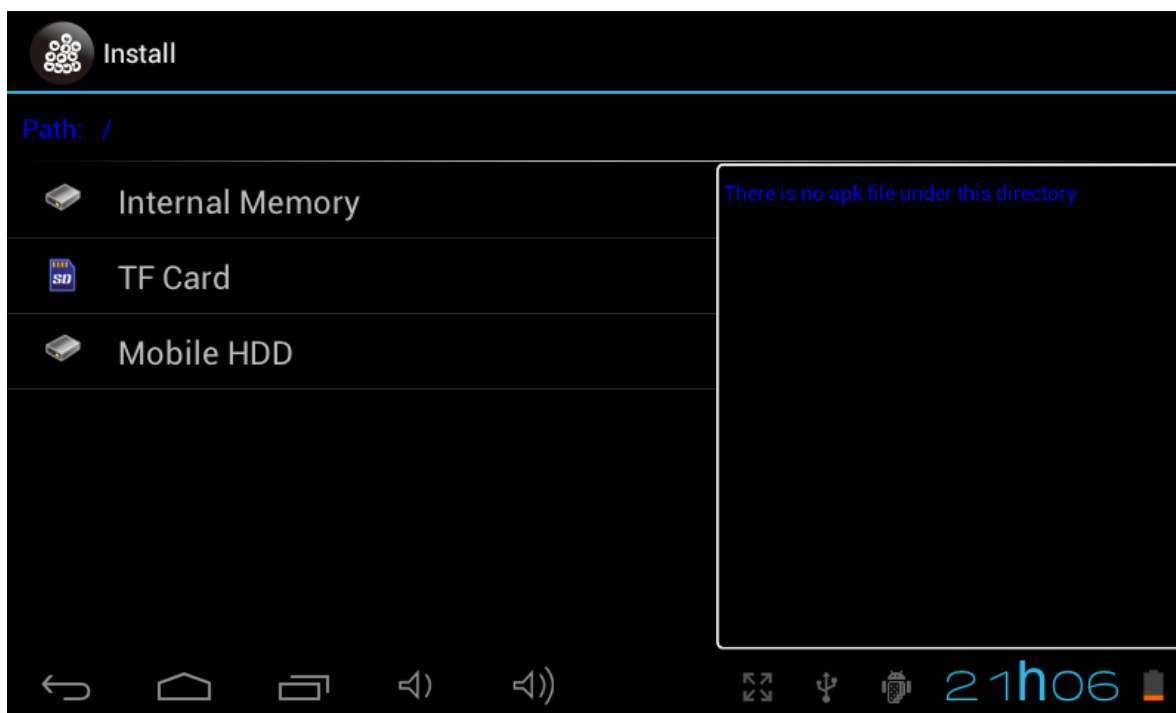 Install
Path: /
Internal Memory
There is no apk file under this directory
SD
TF Card
Mobile HDD
21h06